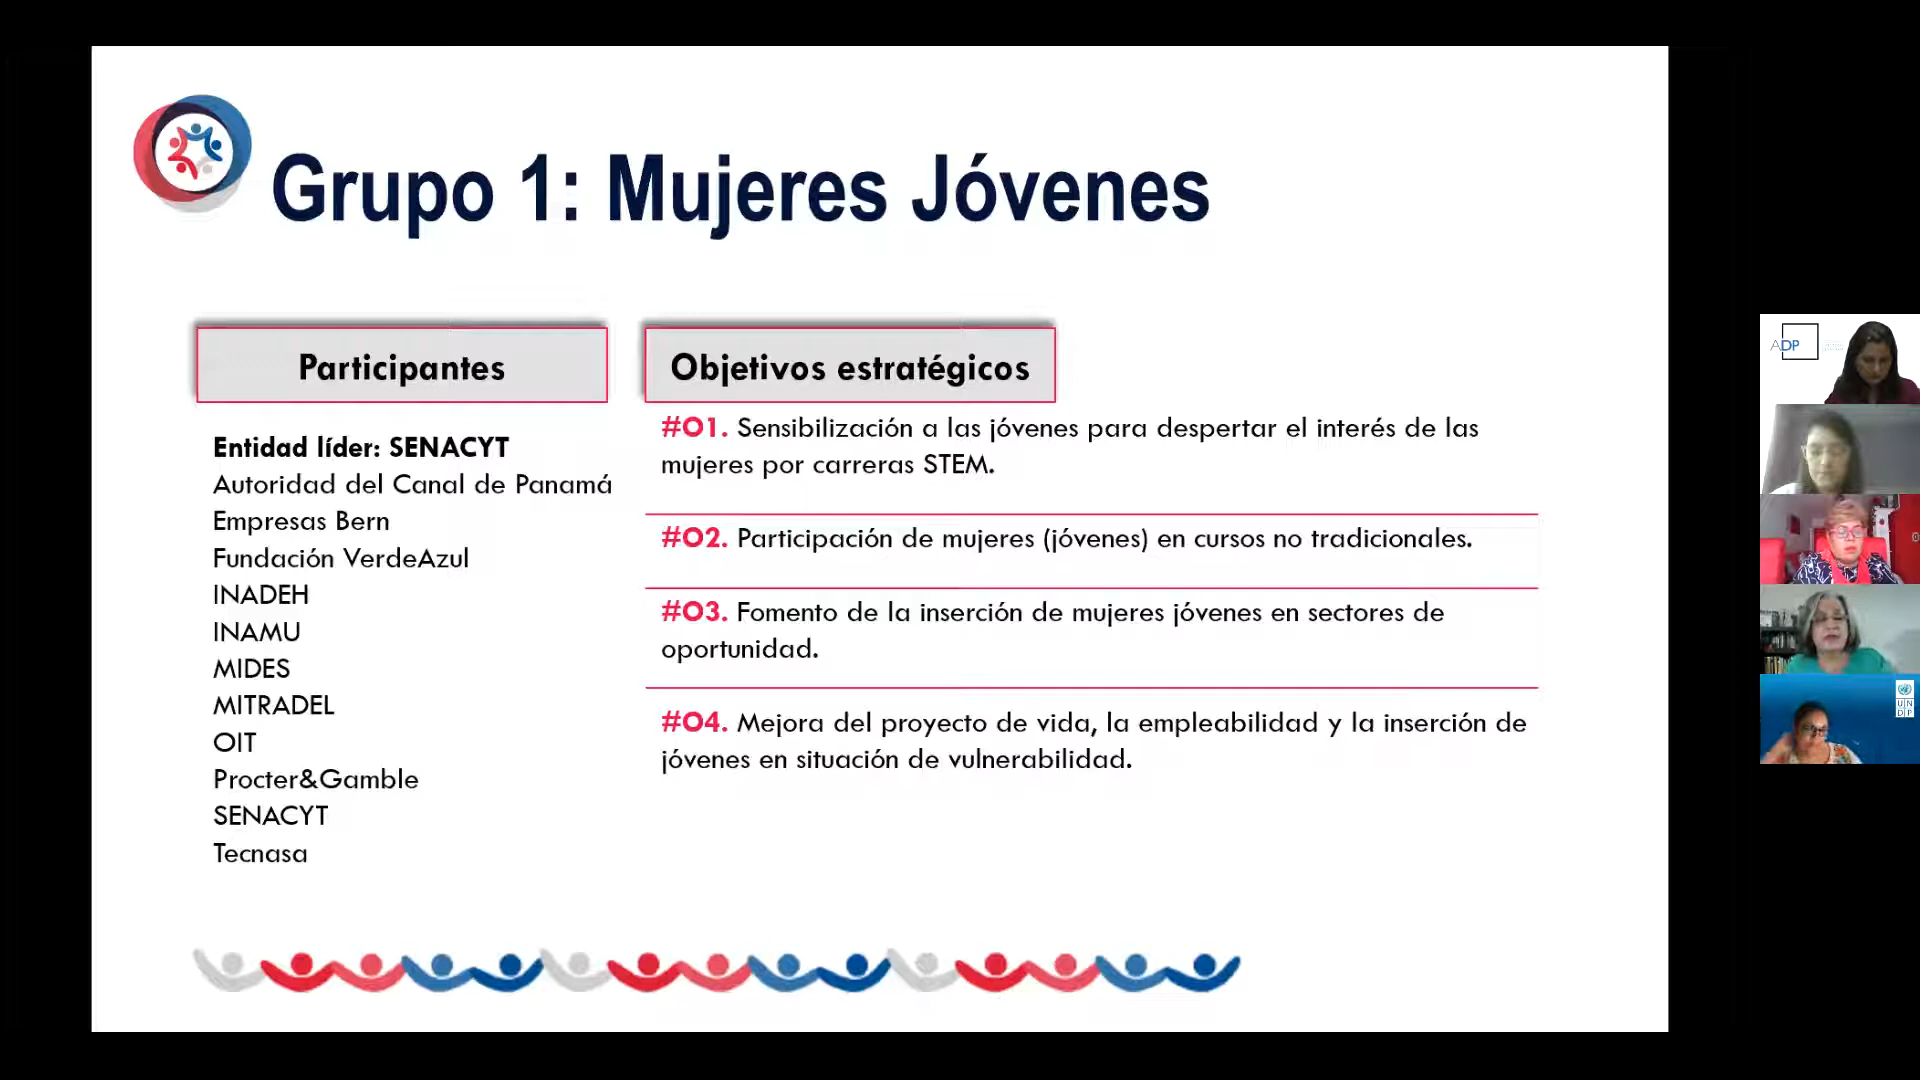 Grupo 1: Mujeres Jóvenes
Participantes
Entidad líder: SENACYT
Autoridad del Canal de Panamá
Empresas Bern
Fundación VerdeAzul
INADEH
INAMU
MIDES
MITRADEL
OIT
Procter&Gamble
SENACYT
Tecnasa
Objetivos estratégicos
#O1. Sensibilización a las jóvenes para despertar el interés de las
mujeres por carreras STEM.
#O2. Participación de mujeres (jóvenes) en cursos no tradicionales.
#O3. Fomento de la inserción de mujeres jóvenes en sectores de
oportunidad.
#O4. Mejora del proyecto de vida, la empleabilidad y la inserción de
jóvenes en situación de vulnerabilidad.
ADP
U N
D P